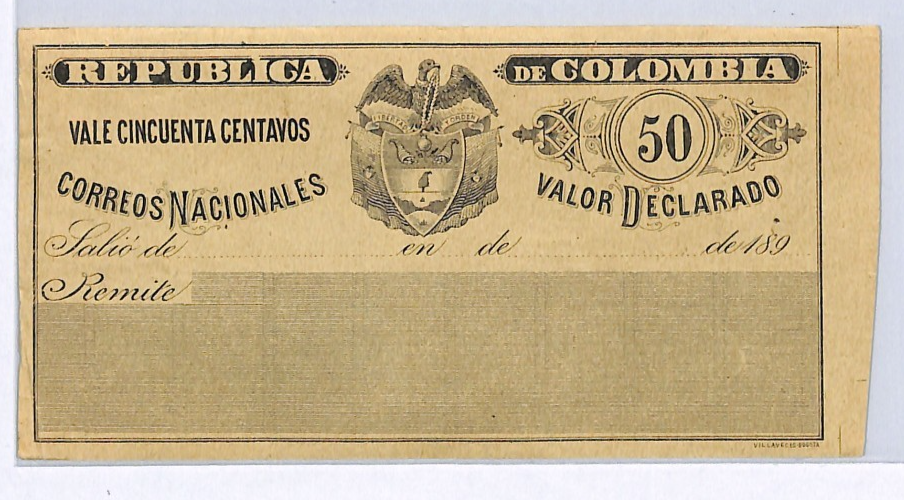 REPUBLICA DE COLOMBIA
VALE CINCUENTA CENTAVOS
50
CORREOS NACIONALES
VALOR DECLARADO
LIBERTAD Y ORDEN
Salió de en de de 189
Remite